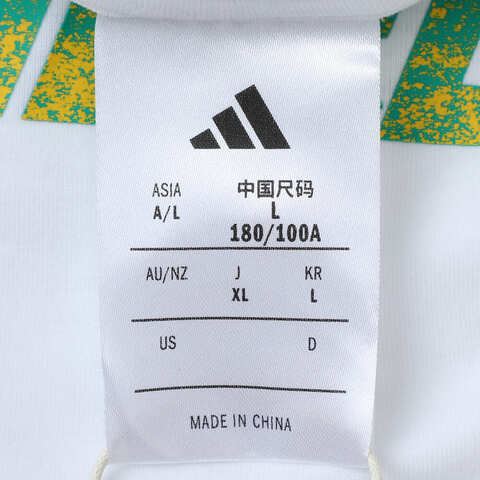 ASIA 中国尺码
A/L L
180/100A
AU/NZ J KR
XL L
US D
MADE IN CHINA